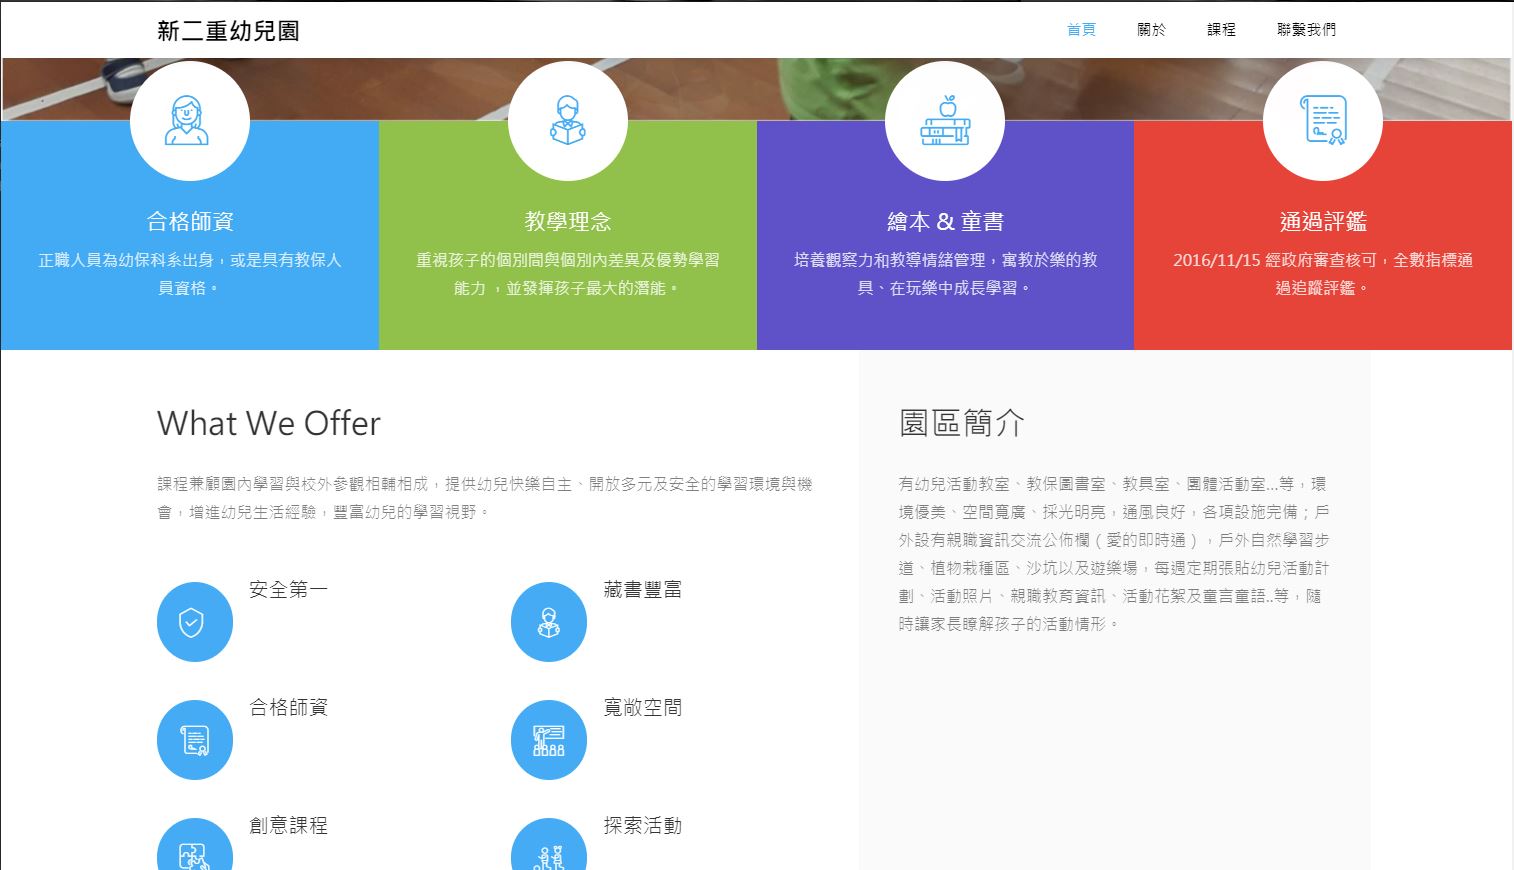 新二重幼兒園
首頁 關於 課程 聯繫我們
合格師資
正職人員為幼保科系出身，或是具有教保人
員資格。
教學理念
重視孩子的個別間與個別內差異及優勢學習
能力 ，並發揮孩子最大的潛能。
繪本 & 童書
培養觀察力和教導情緒管理，寓教於樂的教
具、在玩樂中成長學習。
通過評鑑
2016/11/15 經政府審查核可，全數指標通
過追蹤評鑑。
What We Offer
課程兼顧園內學習與校外參觀相輔相成，提供幼兒快樂自主、開放多元及安全的學習環境與機
會，增進幼兒生活經驗，豐富幼兒的學習視野。
安全第一
藏書豐富
合格師資
寬敞空間
創意課程
探索活動
園區簡介
有幼兒活動教室、教保圖書室、教具室、團體活動室...等，環
境優美、空間寬廣、採光明亮，通風良好，各項設施完備；戶
外設有親職資訊交流公佈欄（愛的即時通），戶外自然學習步
道、植物栽種區、沙坑以及遊樂場，每週定期張貼幼兒活動計
劃、活動照片、親職教育資訊、活動花絮及童言童語..等，隨
時讓家長瞭解孩子的活動情形。